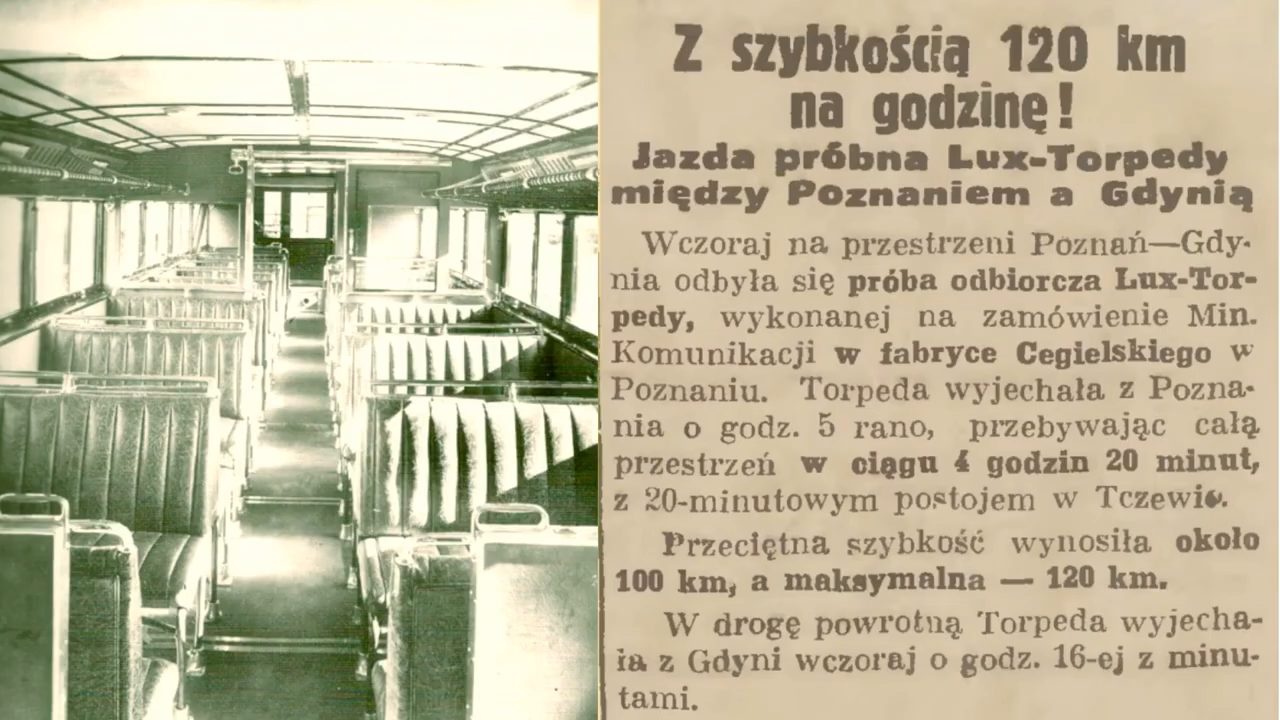 Z szybkością 120 km
na godzinę!
Jazda próbna Lux-Torpedy
między Poznaniem a Gdynią
Wczoraj na przestrzeni Poznań—Gdy-
nia odbyła się próba odbiorcza Lux-Tor-
pedy, wykonanej na zamówienie Min.
Komunikacji w fabryce Cegielskiego w
Poznaniu. Torpeda wyjechała z Pozna-
nia o godz. 5 rano, przebywając całą
przestrzeń w ciągu 4 godzin 20 minut,
z 20-minutowym postojem w Tczewie.
Przeciętna szybkość wynosiła około
100 km, a maksymalna — 120 km.
W drogę powrotną Torpeda wyjecha-
ła z Gdyni wczoraj o godz. 16-ej z minu-
tami.